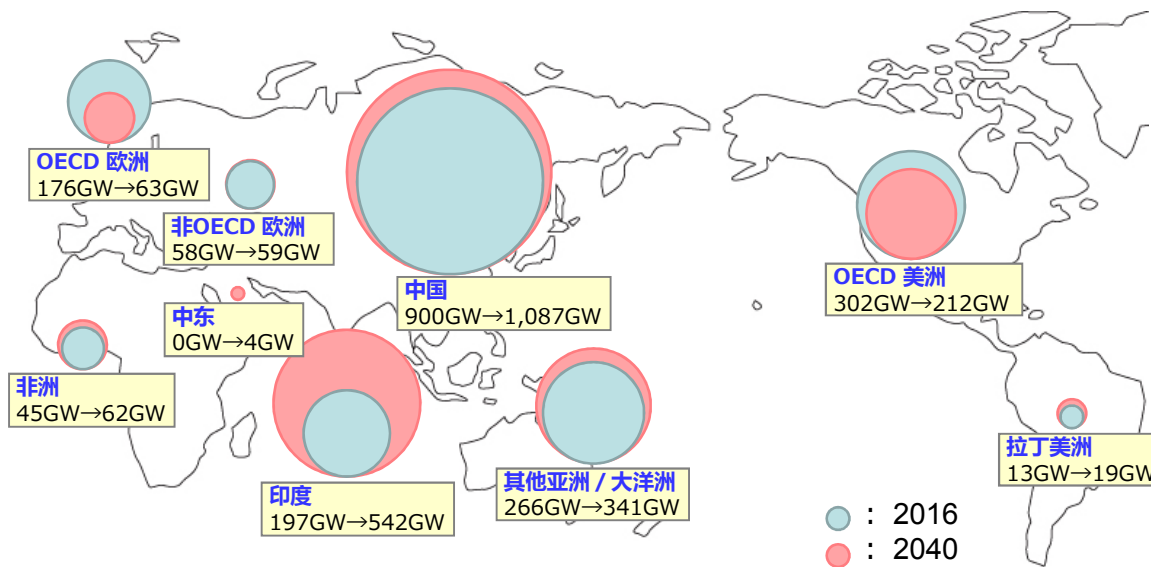 OECD 欧洲
176GW→63GW
非OECD 欧洲
58GW→59GW
中国
900GW→1,087GW
OECD 美洲
302GW→212GW
中东
0GW→4GW
非洲
45GW→62GW
印度
197GW→542GW
其他亚洲 / 大洋洲
266GW→341GW
拉丁美洲
13GW→19GW
： 2016
： 2040